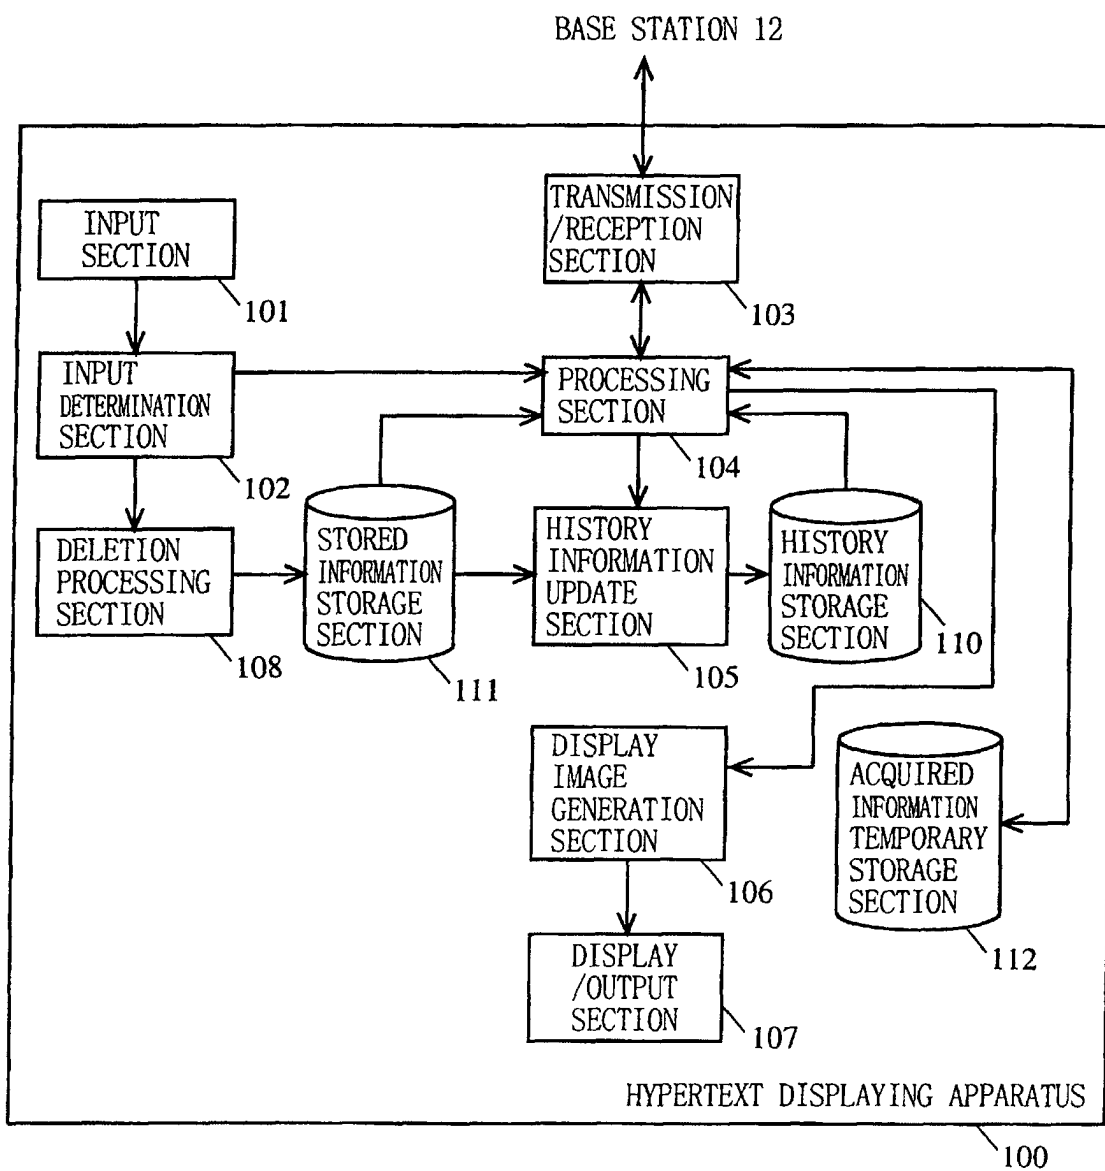 BASE STATION 12
TRANSMISSION
/RECEPTION
SECTION
103
INPUT
SECTION
101
INPUT
DETERMINATION
SECTION
102
PROCESSING
SECTION
104
DELETION
PROCESSING
SECTION
108
STORED
INFORMATION
STORAGE
SECTION
111
HISTORY
INFORMATION
UPDATE
SECTION
105
HISTORY
INFORMATION
STORAGE
SECTION
110
DISPLAY
IMAGE
GENERATION
SECTION
106
ACQUIRED
INFORMATION
TEMPORARY
STORAGE
SECTION
112
DISPLAY
/OUTPUT
SECTION
107
HYPERTEXT DISPLAYING APPARATUS
100